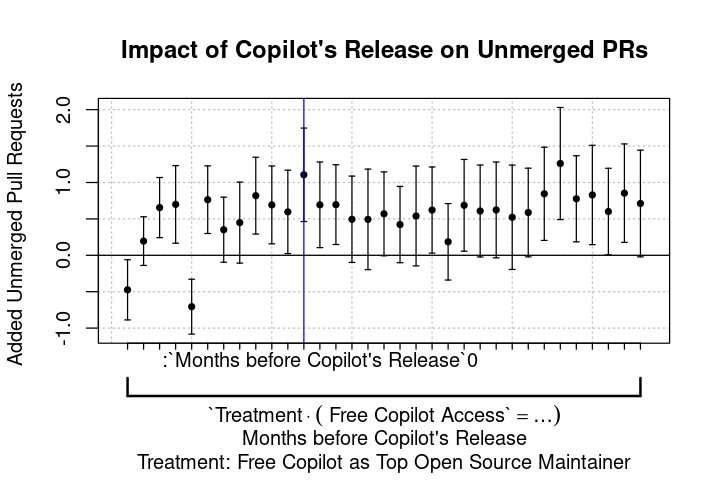 Impact of Copilot's Release on Unmerged PRs
Added Unmerged Pull Requests
2.0
1.0
0.0
-1.0
:`Months before Copilot's Release`0
`Treatment · ( Free Copilot Access` = …)
Months before Copilot's Release
Treatment: Free Copilot as Top Open Source Maintainer